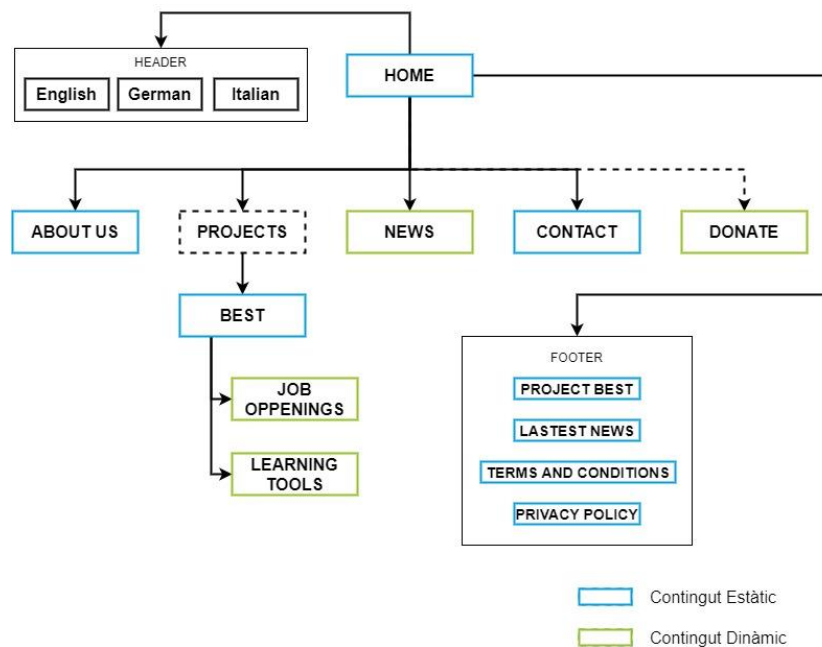 HEADER
English German Italian
HOME
ABOUT US
PROJECTS
NEWS
CONTACT
DONATE
BEST
JOB
OPPENINGS
LEARNING
TOOLS
FOOTER
PROJECT BEST
LASTEST NEWS
TERMS AND CONDITIONS
PRIVACY POLICY
Contingut Estàtic
Contingut Dinàmic